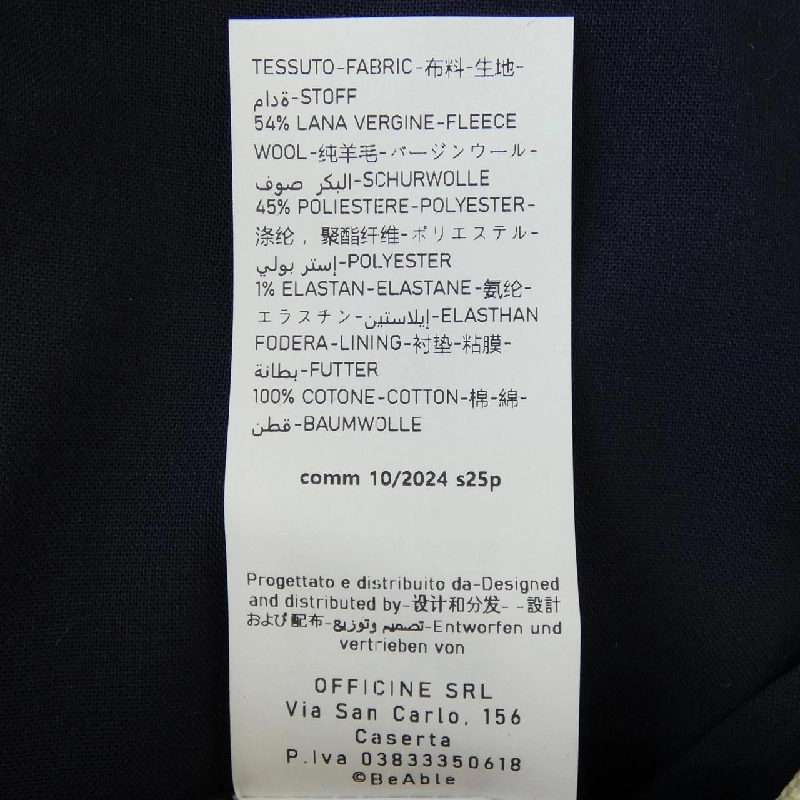 TESSUTO-FABRIC-布料-生地-
ةدام-STOFF
54% LANA VERGINE-FLEECE
WOOL-纯羊毛-バージンウール-
البكر صوف-SCHURWOLLE
45% POLIESTERE-POLYESTER-
涤纶，聚酯纤维-ポリエステル-
إستر بولي-POLYESTER
1% ELASTAN-ELASTANE-氨纶-
エラスチン-إيلاستين-ELASTHAN
FODERA-LINING-衬垫-粘膜-
بطانة-FUTTER
100% COTONE-COTTON-棉-綿-
قطن-BAUMWOLLE
comm 10/2024 s25p
Progettato e distribuito da-Designed
and distributed by-设计和分发- -設計
および配布-تصميم وتوزيع-Entworfen und
vertrieben von
OFFICINE SRL
Via San Carlo, 156
Caserta
P.Iva 03833350618
©BeAble